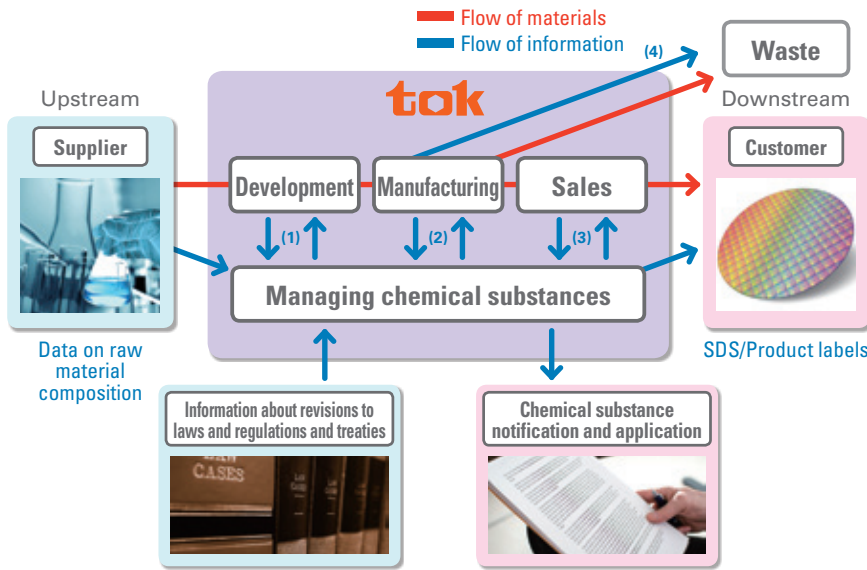 Flow of materials
Flow of information
(4)
Waste
tok
Upstream
Downstream
Supplier
Customer
Development
Manufacturing
Sales
(1)
(2)
(3)
Managing chemical substances
Data on raw
material
composition
SDS/Product labels
Information about revisions to
laws and regulations and treaties
Chemical substance
notification and application
LAW
CASES